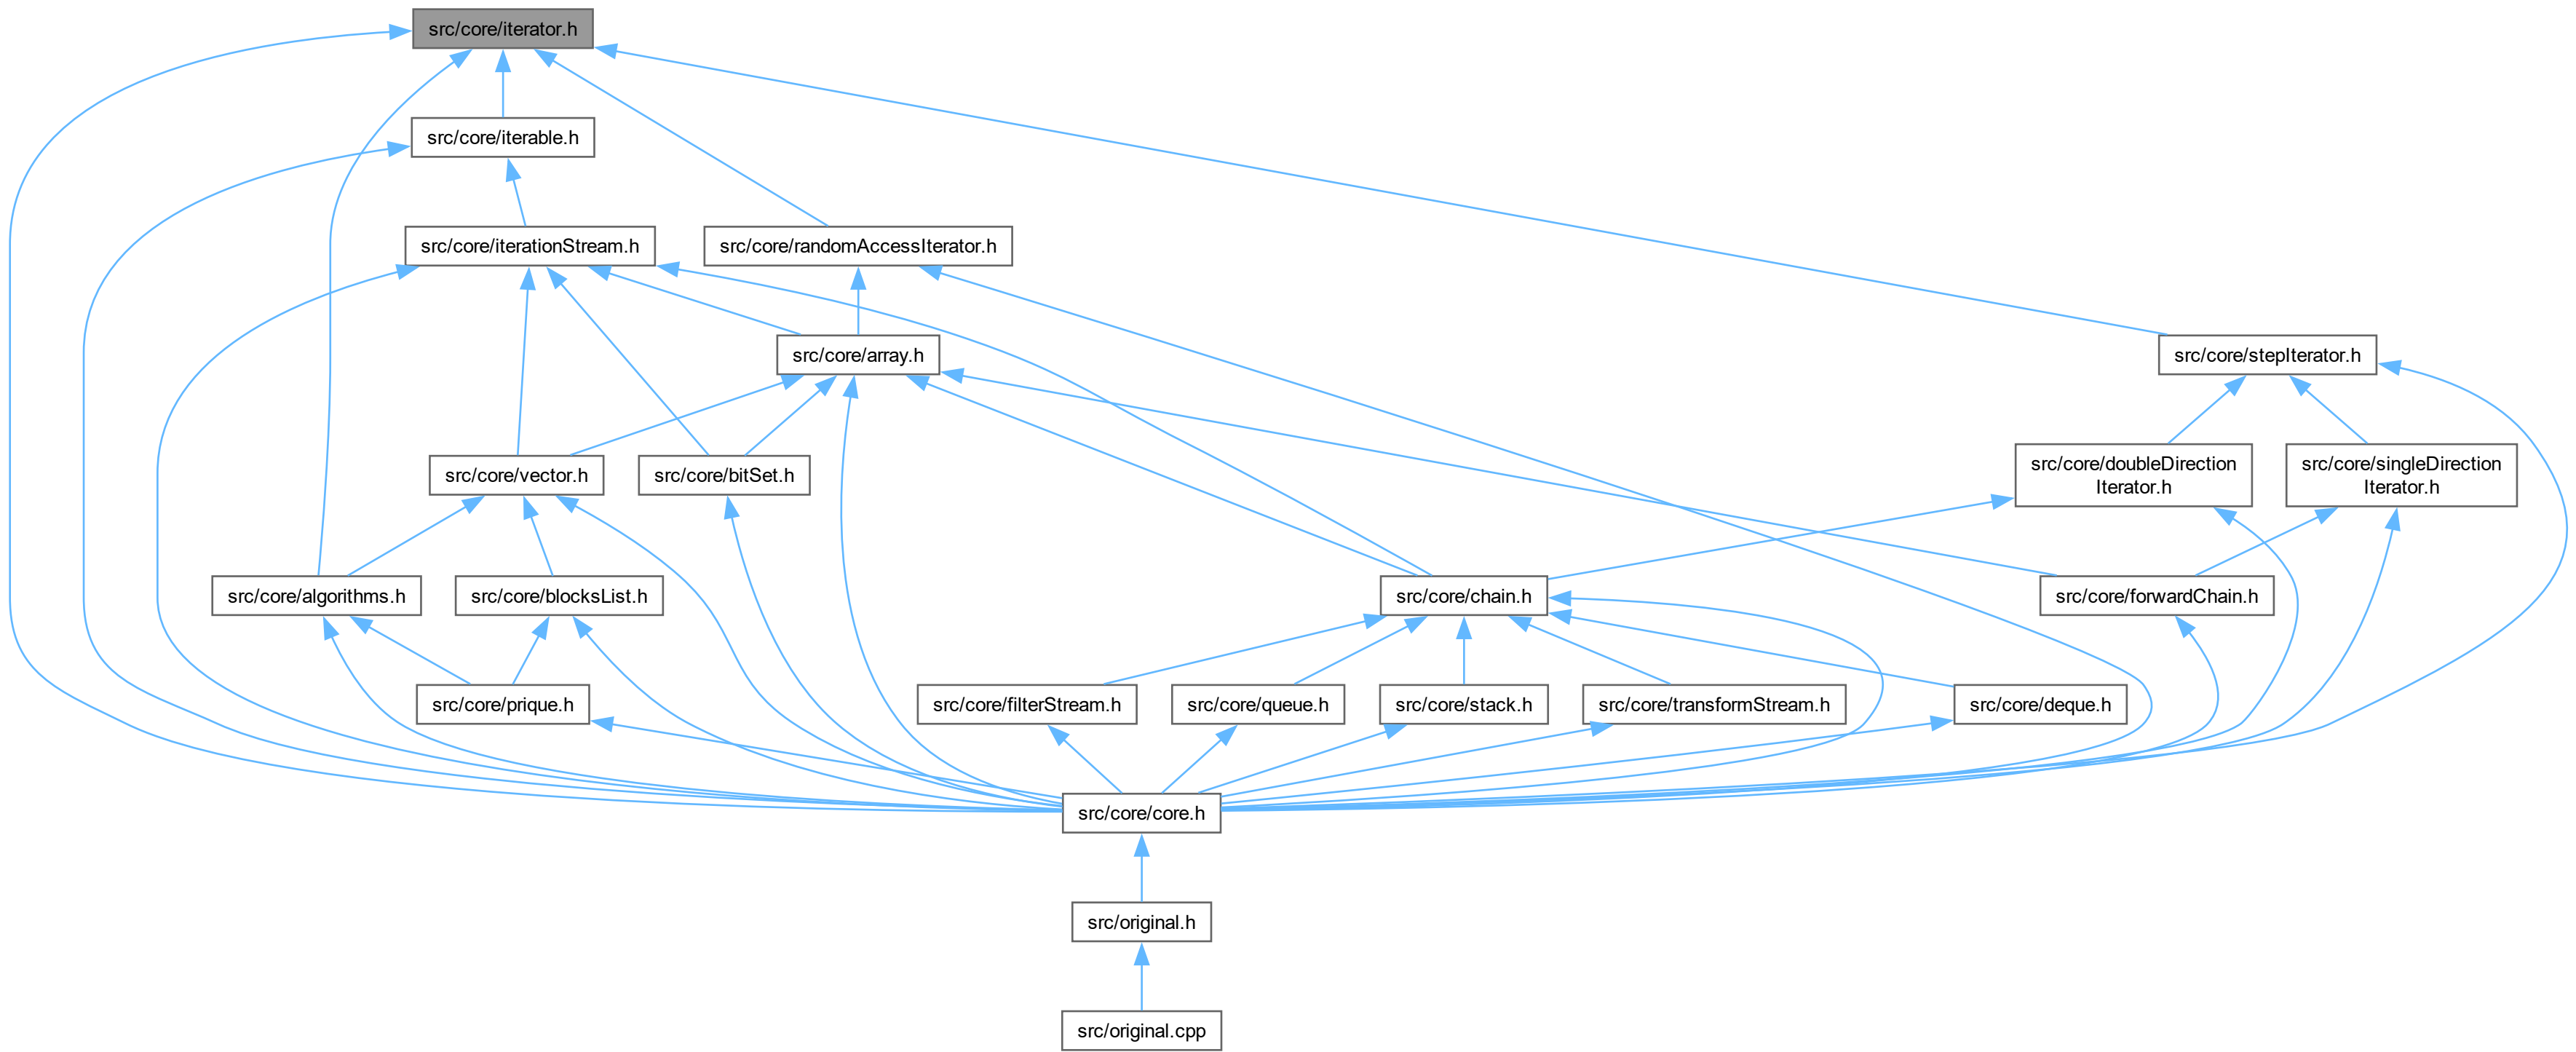 src/core/iterator.h
src/core/iterable.h
src/core/iterationStream.h
src/core/randomAccessIterator.h
src/core/array.h
src/core/stepIterator.h
src/core/vector.h
src/core/bitSet.h
src/core/doubleDirection
Iterator.h
src/core/singleDirection
Iterator.h
src/core/algorithms.h
src/core/blocksList.h
src/core/chain.h
src/core/forwardChain.h
src/core/prique.h
src/core/filterStream.h
src/core/queue.h
src/core/stack.h
src/core/transformStream.h
src/core/deque.h
src/core/core.h
src/original.h
src/original.cpp